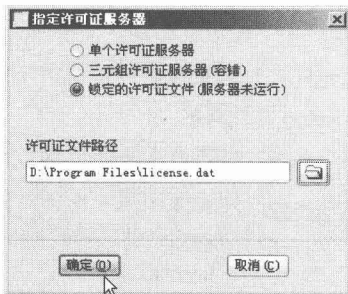 指定许可证服务器
单个许可证服务器
三元组许可证服务器(容错)
锁定的许可证文件(服务器未运行)
许可证文件路径
D:\Program Files\license.dat
确定(O)
取消(C)